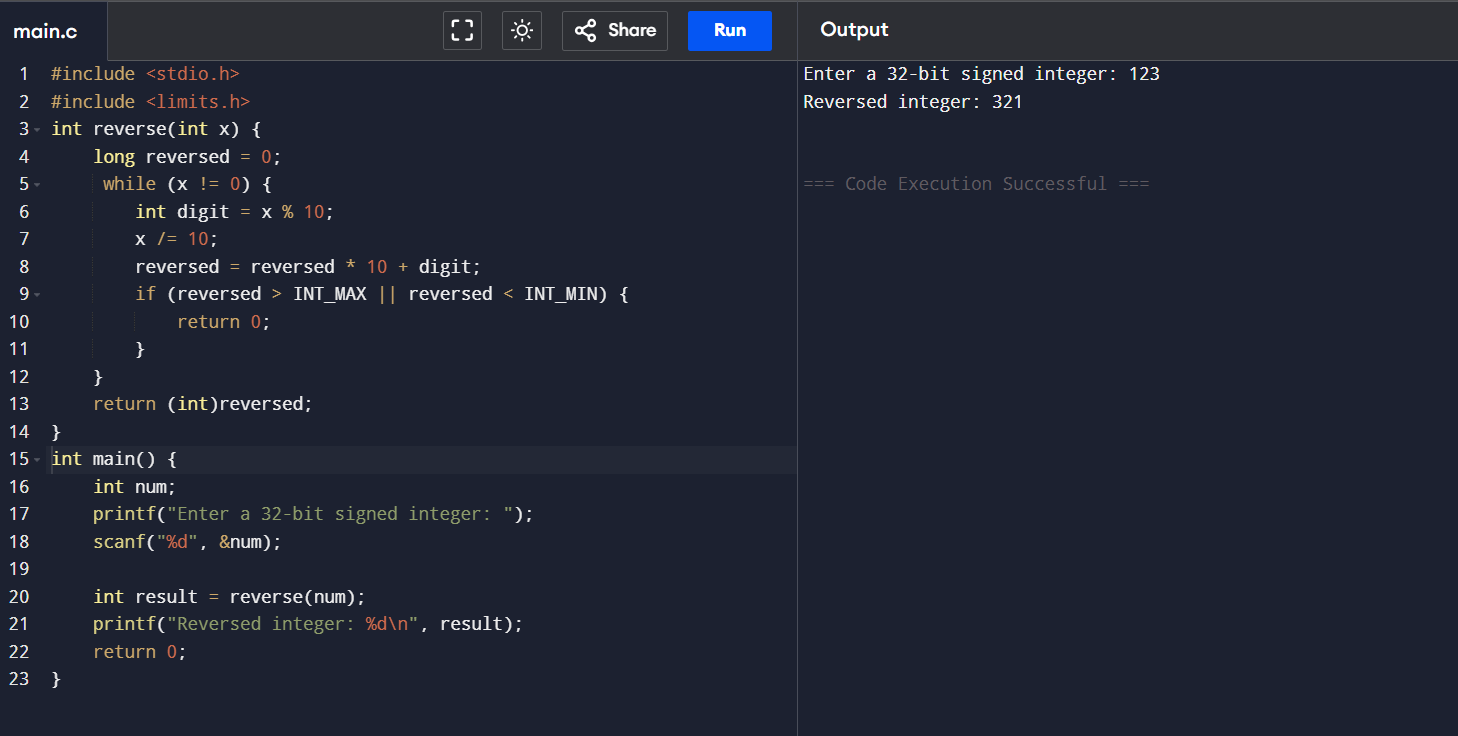 main.c
Share
Run
Output
1 #include <stdio.h>
2 #include <limits.h>
3 int reverse(int x) {
4     long reversed = 0;
5      while (x != 0) {
6         int digit = x % 10;
7         x /= 10;
8         reversed = reversed * 10 + digit;
9         if (reversed > INT_MAX || reversed < INT_MIN) {
10             return 0;
11         }
12     }
13     return (int)reversed;
14 }
15 int main() {
16     int num;
17     printf("Enter a 32-bit signed integer: ");
18     scanf("%d", &num);
19
20     int result = reverse(num);
21     printf("Reversed integer: %d\n", result);
22     return 0;
23 }
Enter a 32-bit signed integer: 123
Reversed integer: 321
=== Code Execution Successful ===